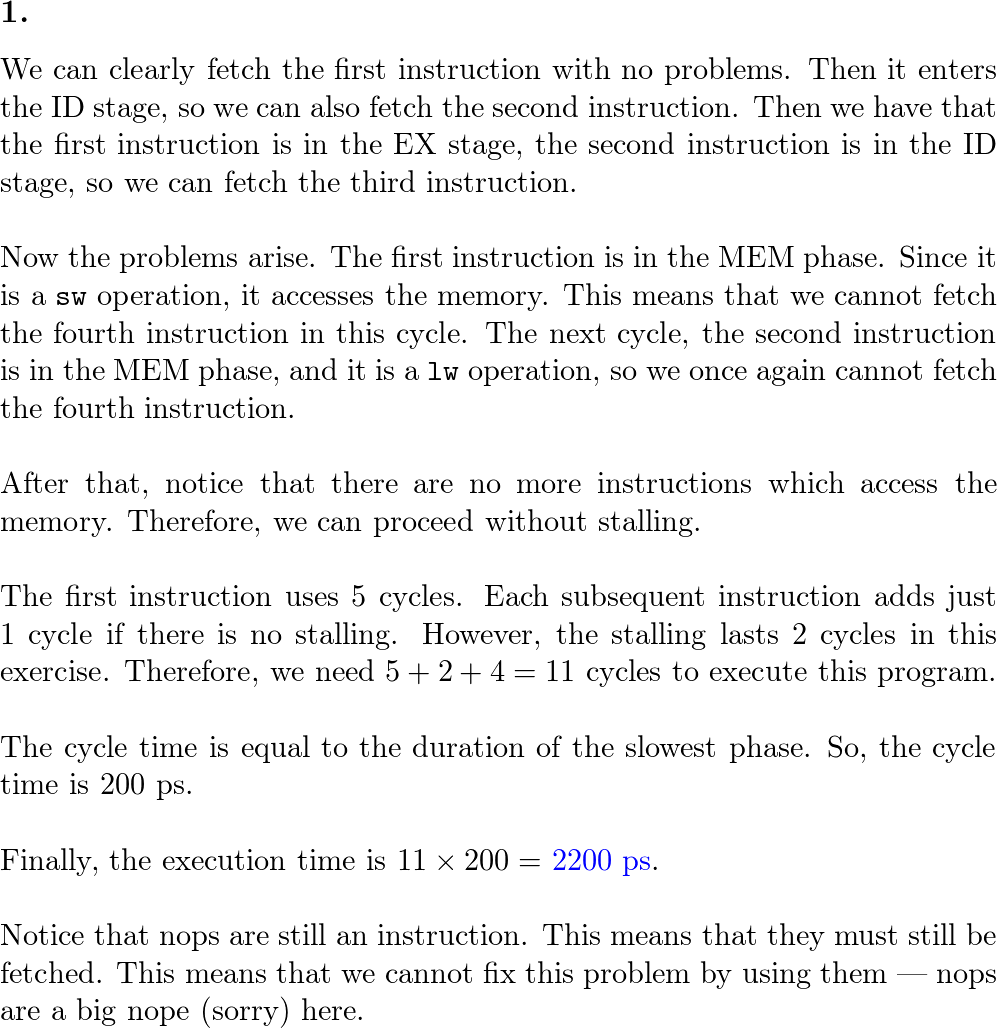 1.
We can clearly fetch the first instruction with no problems. Then it enters
the ID stage, so we can also fetch the second instruction. Then we have that
the first instruction is in the EX stage, the second instruction is in the ID
stage, so we can fetch the third instruction.
Now the problems arise. The first instruction is in the MEM phase. Since it
is a sw operation, it accesses the memory. This means that we cannot fetch
the fourth instruction in this cycle. The next cycle, the second instruction
is in the MEM phase, and it is a lw operation, so we once again cannot fetch
the fourth instruction.
After that, notice that there are no more instructions which access the
memory. Therefore, we can proceed without stalling.
The first instruction uses 5 cycles. Each subsequent instruction adds just
1 cycle if there is no stalling. However, the stalling lasts 2 cycles in this
exercise. Therefore, we need 5 + 2 + 4 = 11 cycles to execute this program.
The cycle time is equal to the duration of the slowest phase. So, the cycle
time is 200 ps.
Finally, the execution time is 11 × 200 = 2200 ps.
Notice that nops are still an instruction. This means that they must still be
fetched. This means that we cannot fix this problem by using them — nops
are a big nope (sorry) here.